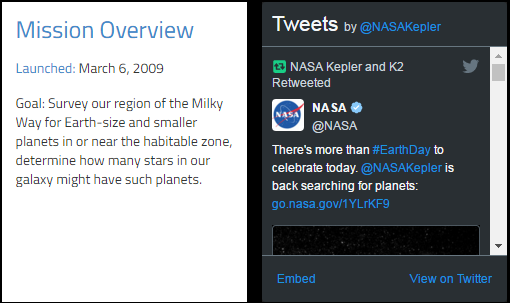 Mission Overview
Launched: March 6, 2009
Goal: Survey our region of the Milky
Way for Earth-size and smaller
planets in or near the habitable zone,
determine how many stars in our
galaxy might have such planets.
Tweets by @NASAKepler
NASA Kepler and K2
Retweeted
NASA
NASA
@NASA
There's more than #EarthDay to
celebrate today. @NASAKepler is
back searching for planets:
go.nasa.gov/1YLrKF9
Embed
View on Twitter